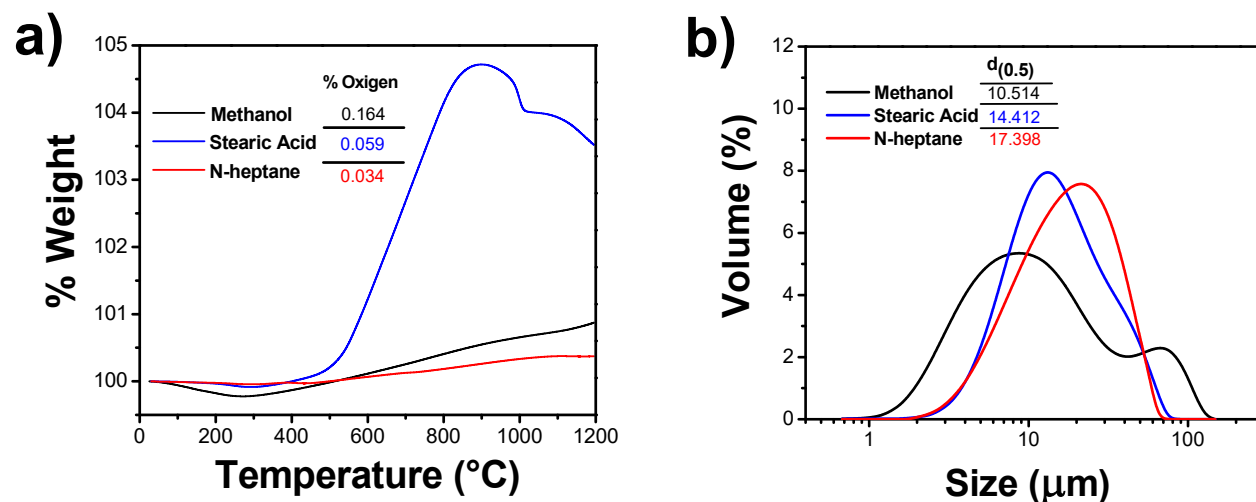 a)
% Weight
105
104
103
102
101
100
% Oxigen
Methanol 0.164
Stearic Acid 0.059
N-heptane 0.034
0 200 400 600 800 1000 1200
Temperature (°C)
b)
Volume (%)
12
10
8
6
4
2
0
d(0.5)
Methanol 10.514
Stearic Acid 14.412
N-heptane 17.398
1 10 100
Size (μm)